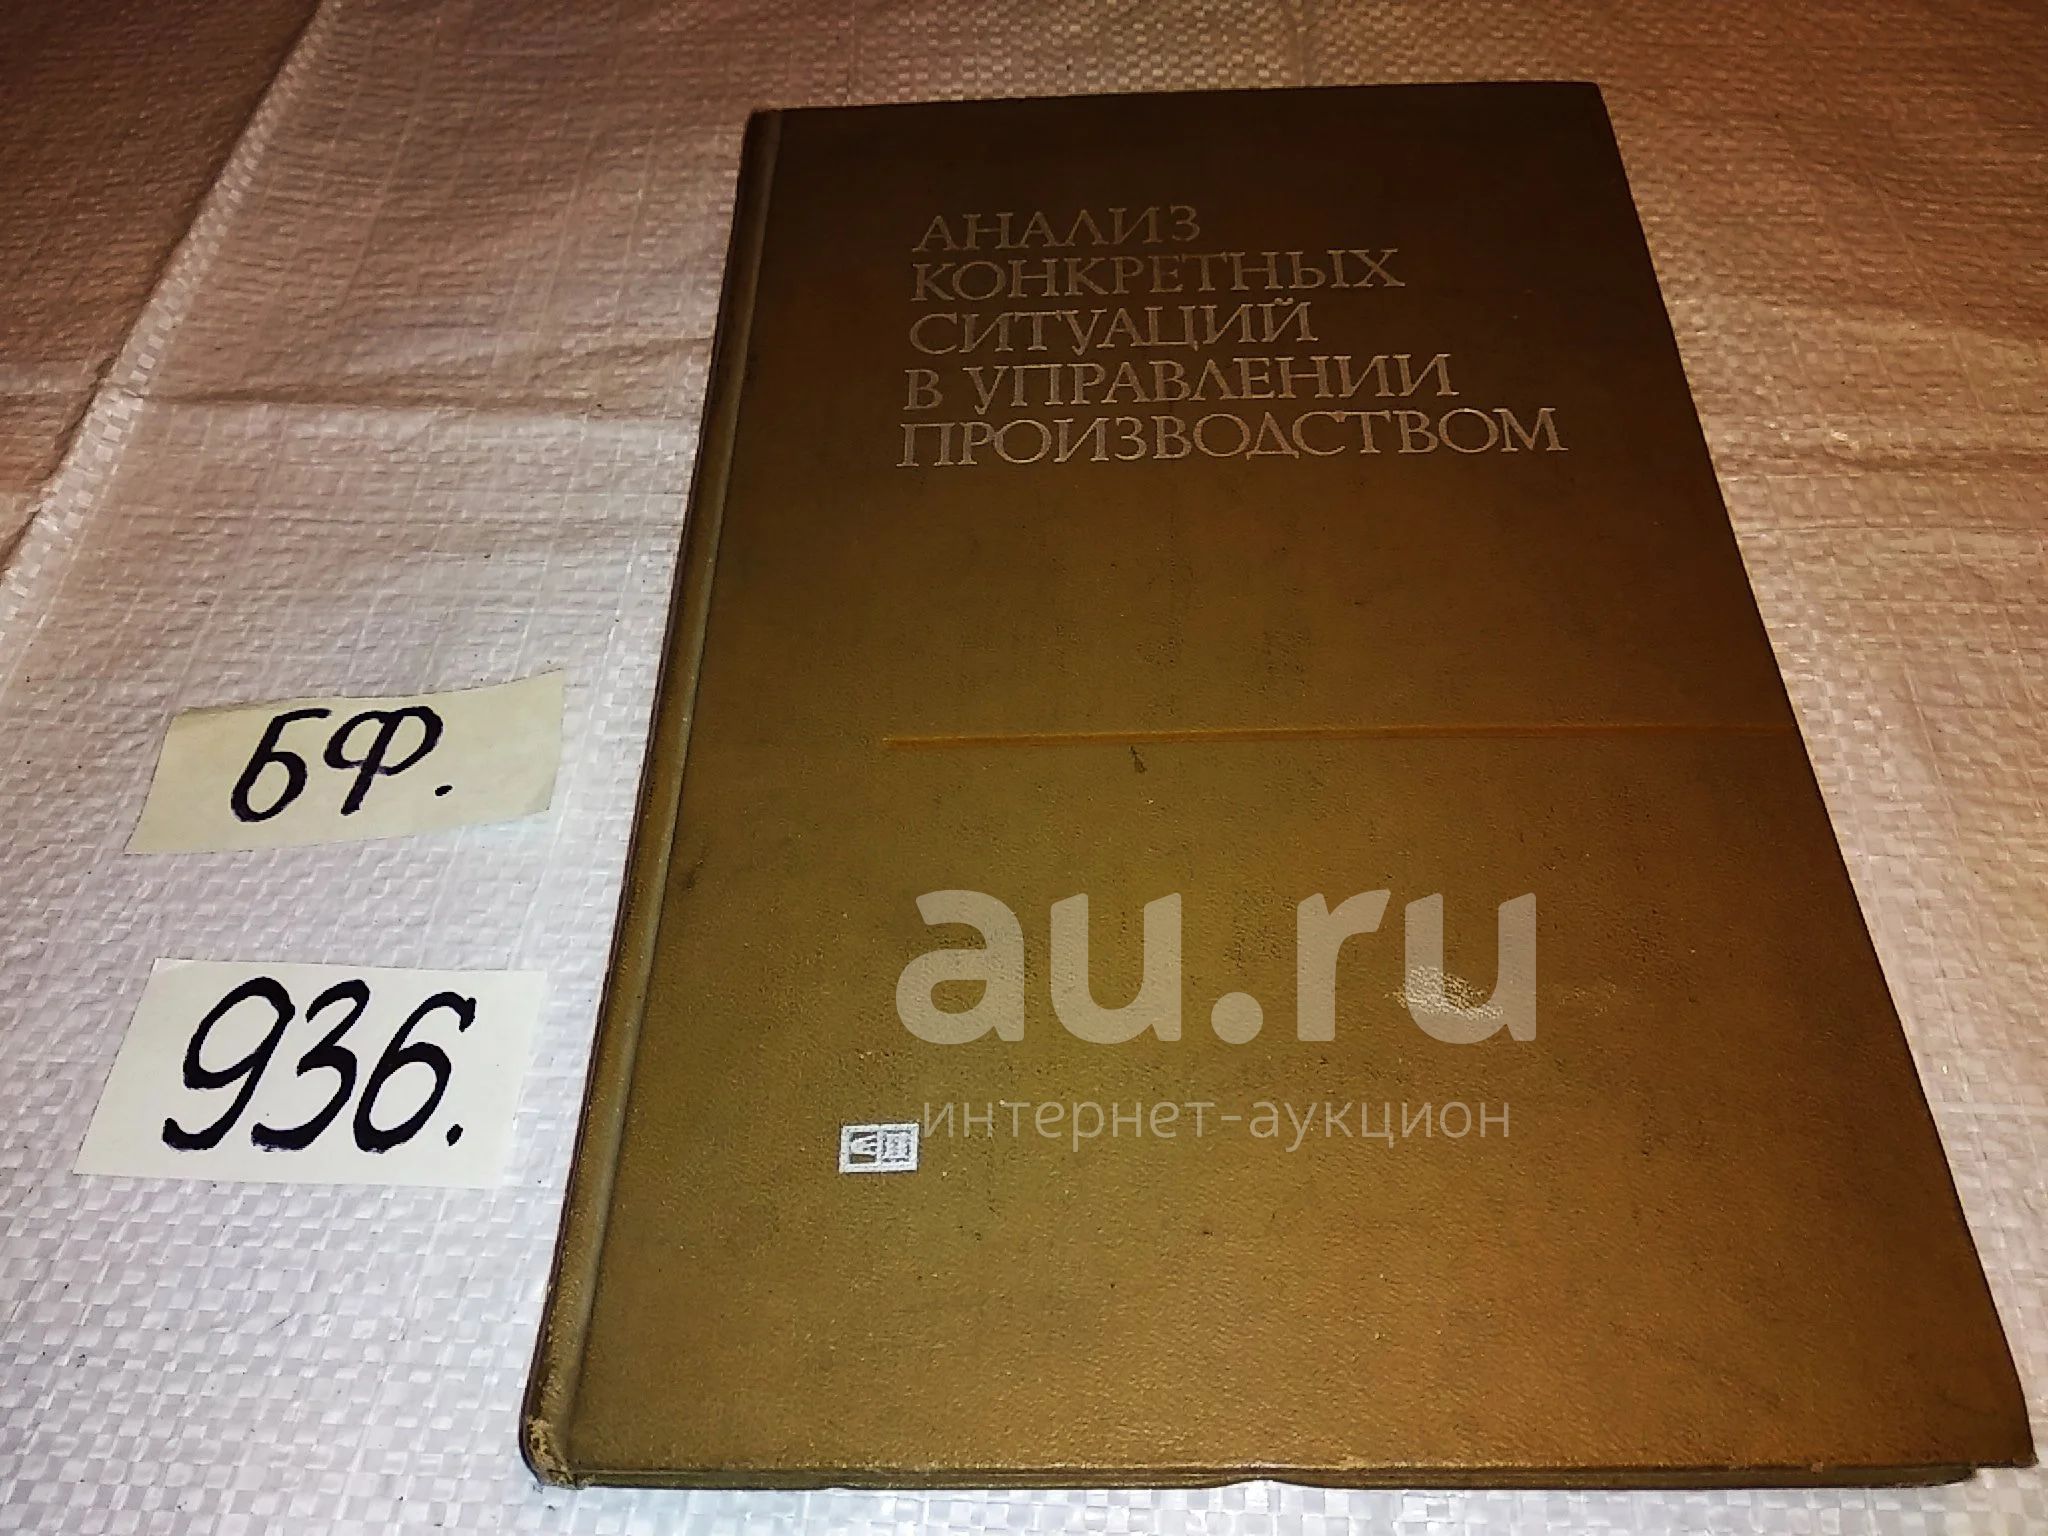 АНАЛИЗ
КОНКРЕТНЫХ
СИТУАЦИЙ
В УПРАВЛЕНИИ
ПРОИЗВОДСТВОМ
БФ.
936.
au.ru
интернет-аукцион